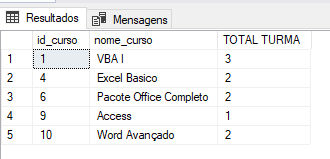 Resultados Mensagens
id_curso nome_curso TOTAL TURMA
1 1 VBA I 3
2 4 Excel Basico 2
3 6 Pacote Office Completo 2
4 9 Access 1
5 10 Word Avançado 2